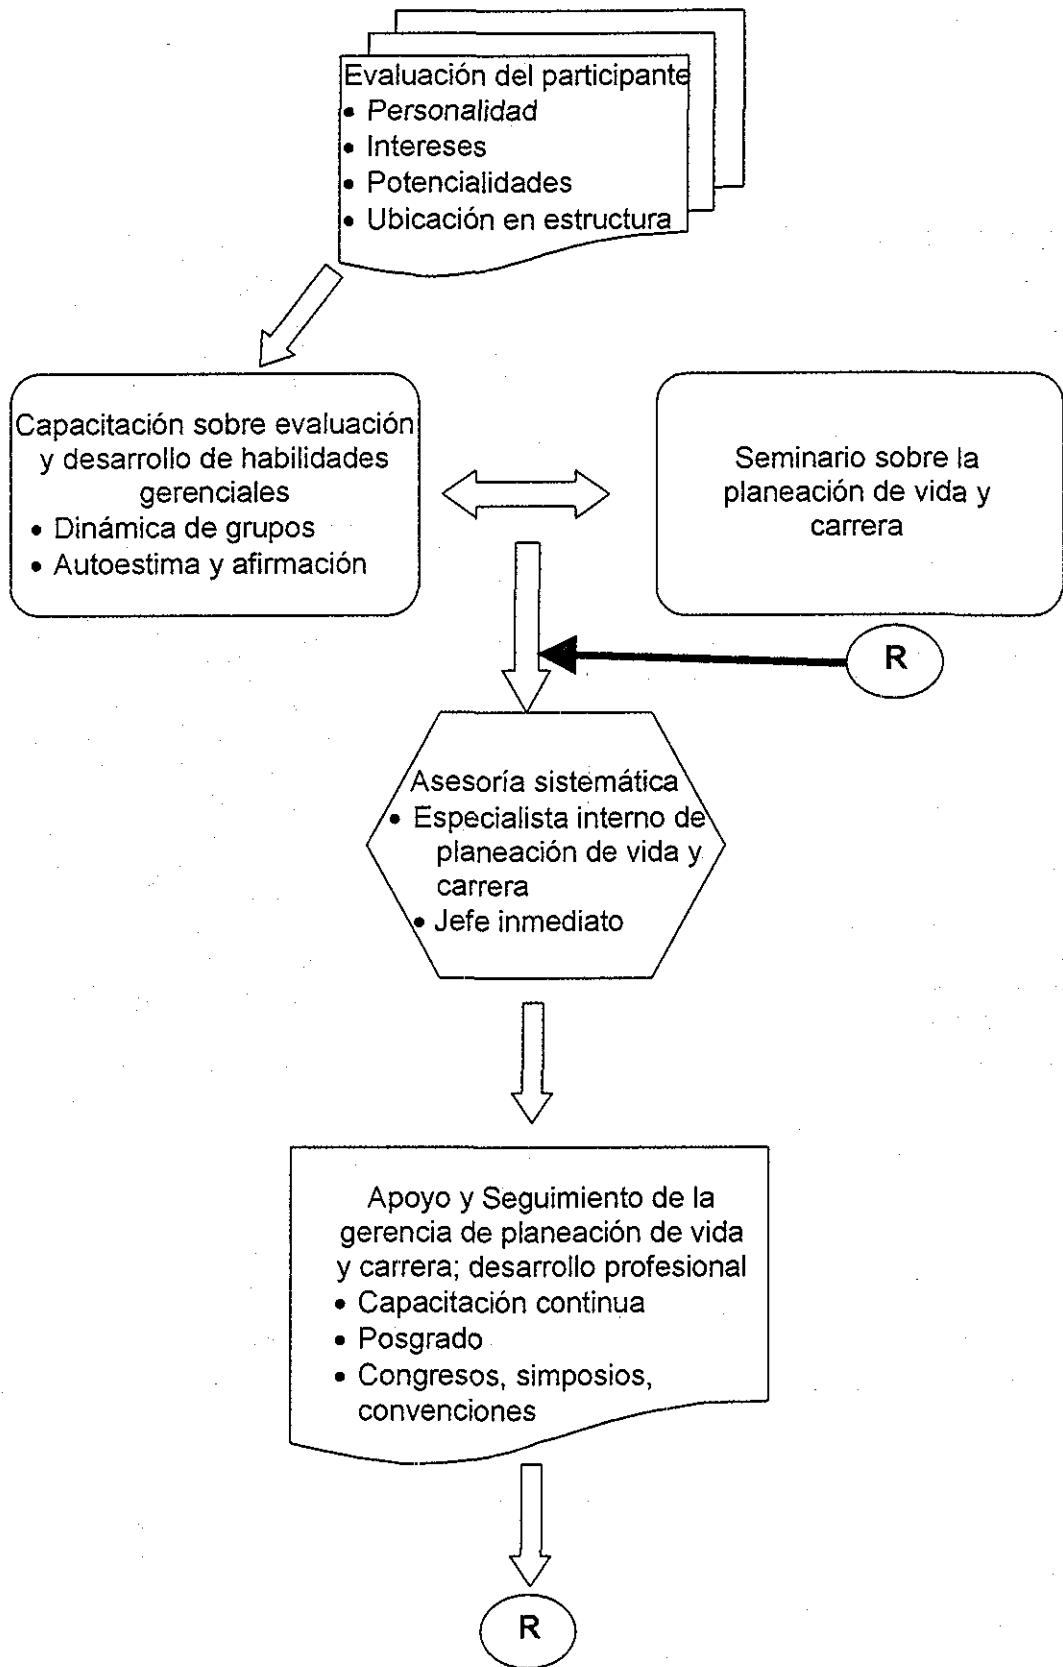 Evaluación del participante
• Personalidad
• Intereses
• Potencialidades
• Ubicación en estructura
Capacitación sobre evaluación
y desarrollo de habilidades
gerenciales
• Dinámica de grupos
• Autoestima y afirmación
Seminario sobre la
planeación de vida y
carrera
R
Asesoría sistemática
• Especialista interno de
planeación de vida y
carrera
• Jefe inmediato
Apoyo y Seguimiento de la
gerencia de planeación de vida
y carrera; desarrollo profesional
• Capacitación continua
• Posgrado
• Congresos, simposios,
convenciones
R